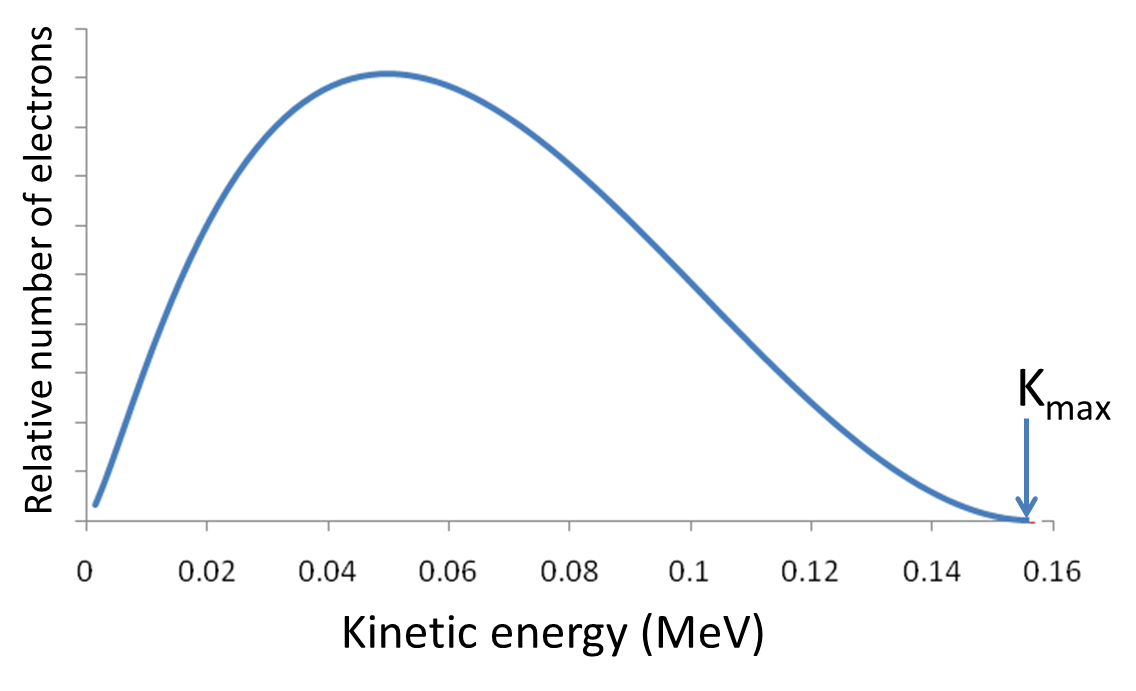 Relative number of electrons
K_max
0 0.02 0.04 0.06 0.08 0.1 0.12 0.14 0.16
Kinetic energy (MeV)